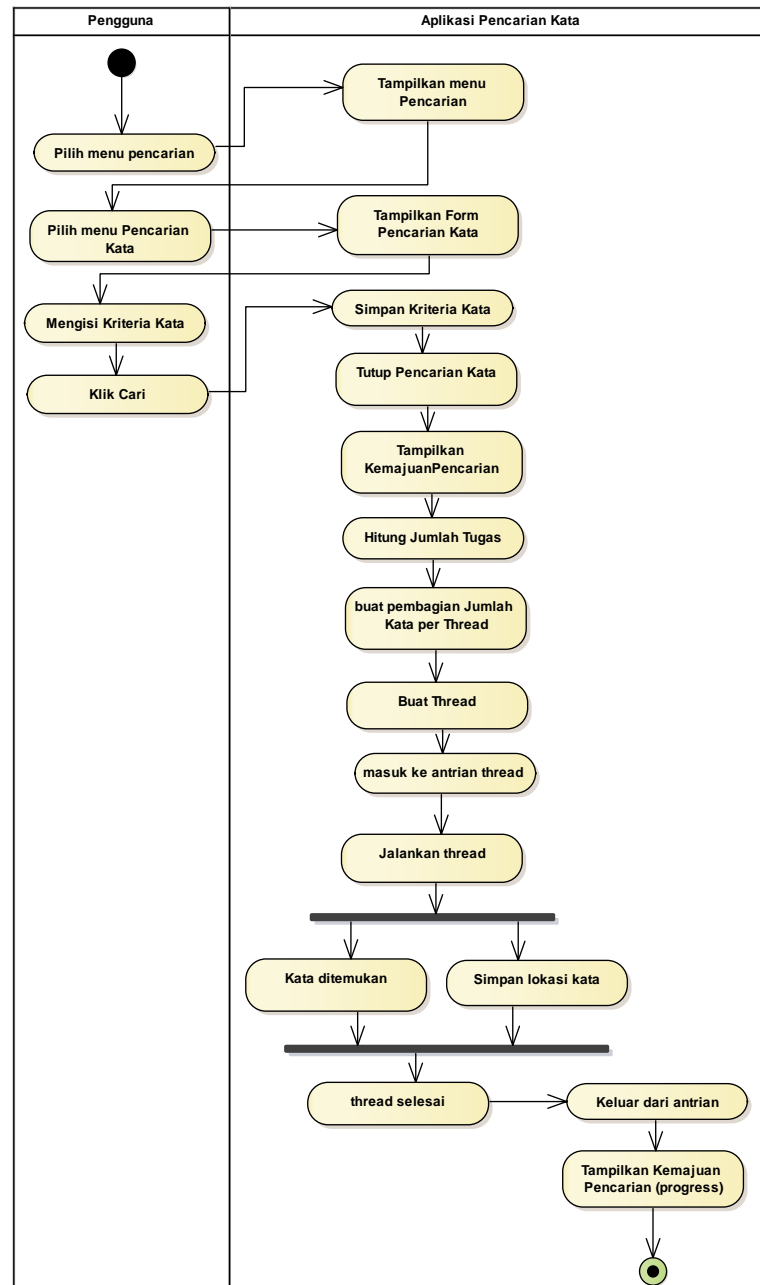 Pengguna
Aplikasi Pencarian Kata
Tampilkan menu
Pencarian
Pilih menu pencarian
Pilih menu Pencarian
Kata
Tampilkan Form
Pencarian Kata
Mengisi Kriteria Kata
Simpan Kriteria Kata
Klik Cari
Tutup Pencarian Kata
Tampilkan
KemajuanPencarian
Hitung Jumlah Tugas
buat pembagian Jumlah
Kata per Thread
Buat Thread
masuk ke antrian thread
Jalankan thread
Kata ditemukan
Simpan lokasi kata
thread selesai
Keluar dari antrian
Tampilkan Kemajuan
Pencarian (progress)